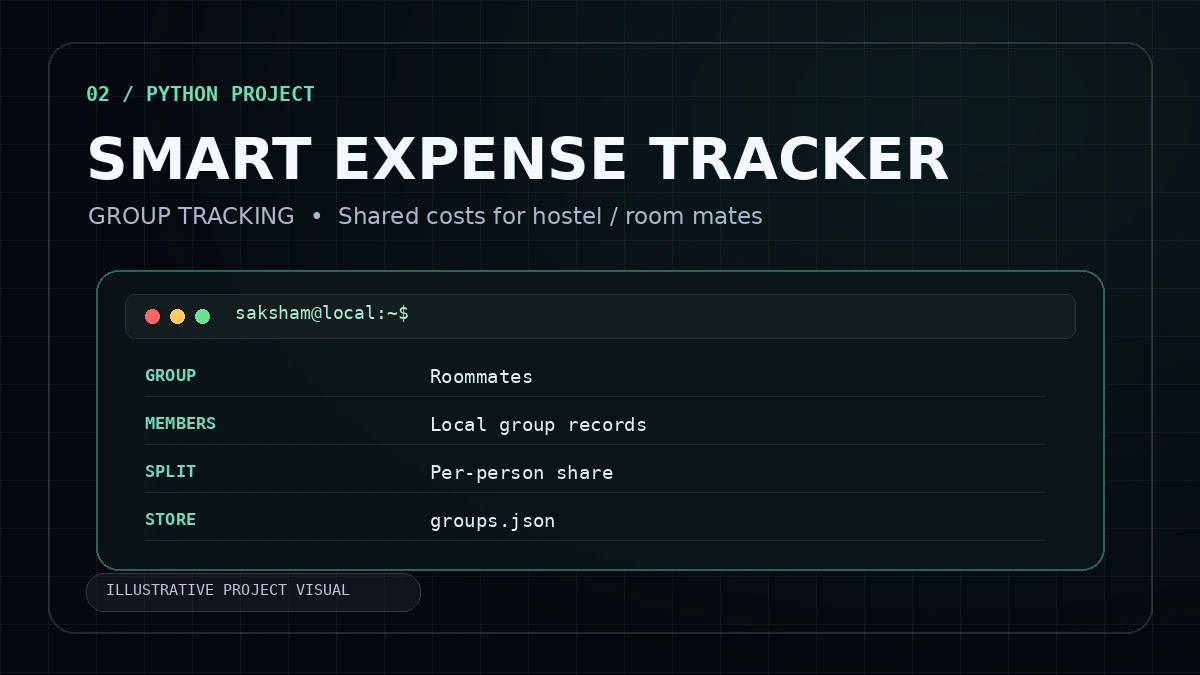 02 / PYTHON PROJECT
SMART EXPENSE TRACKER
GROUP TRACKING • Shared costs for hostel / room mates
saksham@local:~$
GROUP Roommates
MEMBERS Local group records
SPLIT Per-person share
STORE groups.json
ILLUSTRATIVE PROJECT VISUAL